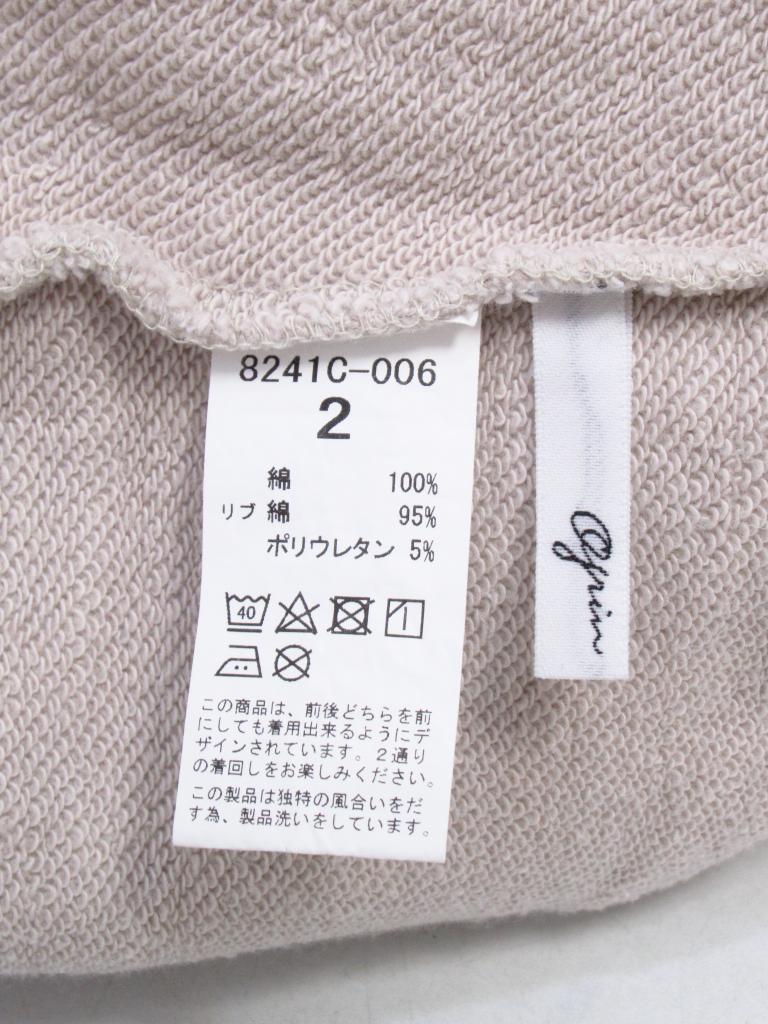 8241C-006
2
綿 100%
リブ 綿 95%
ポリウレタン 5%
40
この商品は、前後どちらを前
にしても着用出来るようにデ
ザインされています。２通り
の着回しをお楽しみください。
この製品は独特の風合いをだ
す為、製品洗いをしています。